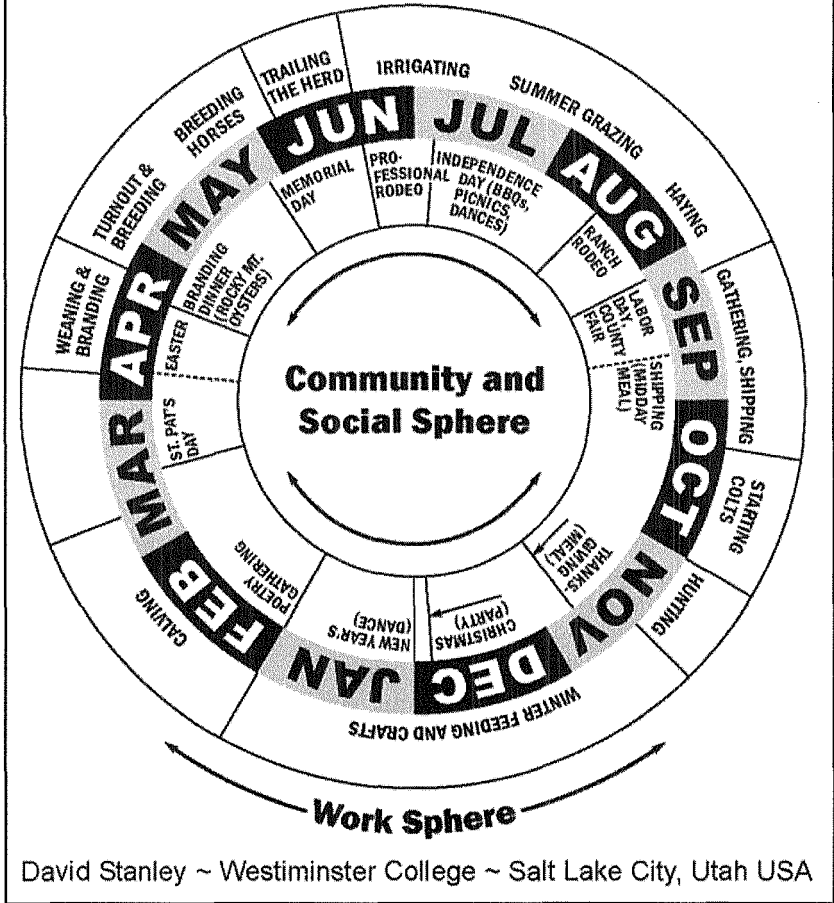 TRAILING
THE HERD
IRRIGATING
SUMMER GRAZING
HAYING
GATHERING, SHIPPING
STARTING
COLTS
HUNTING
WINTER FEEDING AND CRAFTS
CALVING
WEANING &
BRANDING
TURNOUT &
BREEDING
BREEDING
HORSES
JUN
JUL
AUG
SEP
OCT
NOV
DEC
JAN
FEB
MAR
APR
MAY
MEMORIAL
DAY
PRO-
FESSIONAL
RODEO
INDEPENDENCE
DAY (BBQs,
PICNICS,
DANCES)
RANCH
RODEO
LABOR
DAY,
COUNTY
FAIR
SHIPPING
(MIDDAY
MEAL)
THANKS-
GIVING
(MEAL)
CHRISTMAS
(PARTY)
NEW YEAR'S
(DANCE)
POETRY
GATHERING
ST. PAT'S
DAY
EASTER
BRANDING
DINNER
(ROCKY MT.
OYSTERS)
Community and
Social Sphere
Work Sphere
David Stanley ~ Westiminster College ~ Salt Lake City, Utah USA